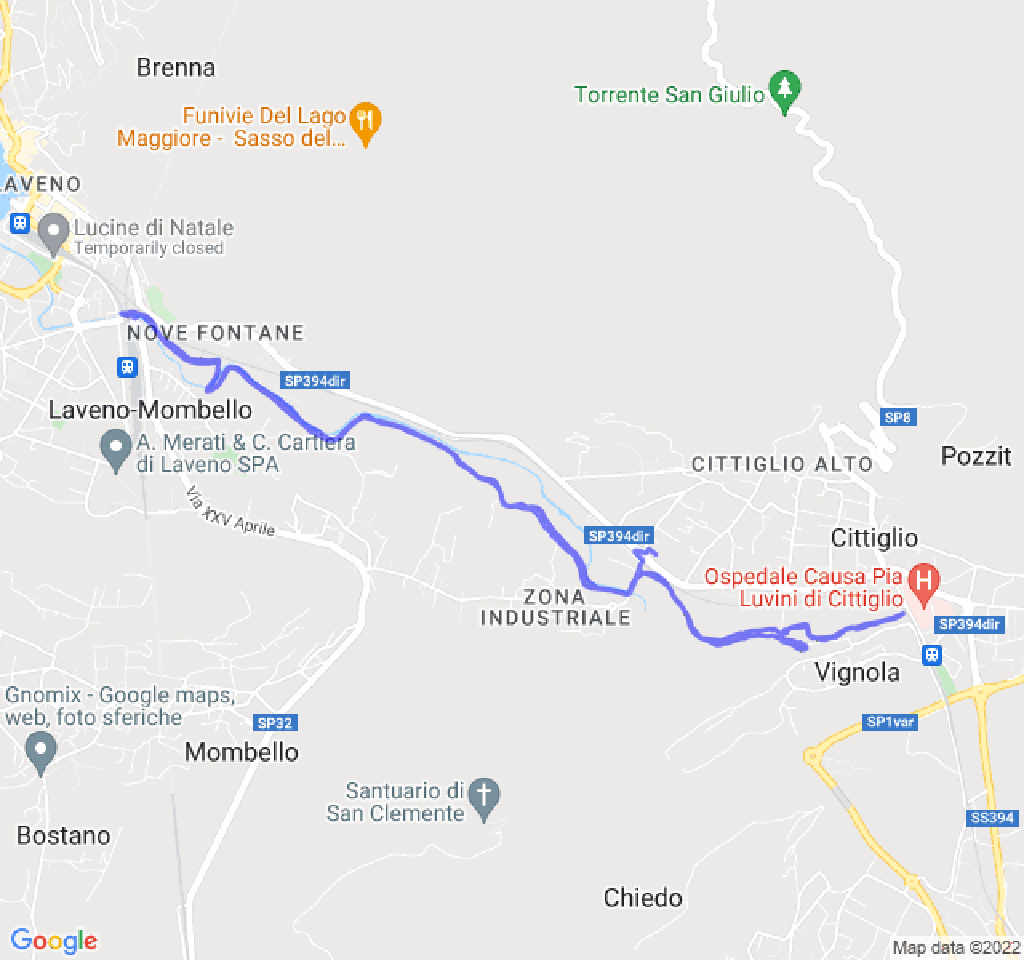 Brenna
Torrente San Giulio
Funivie Del Lago
Maggiore - Sasso del...
LAVENO
Lucine di Natale
Temporarily closed
NOVE FONTANE
SP394dir
Laveno-Mombello
SP8
A. Merati & C. Cartiera
di Laveno SPA
CITTIGLIO ALTO
Pozzit
Via XXV Aprile
SP394dir
Cittiglio
Ospedale Causa Pia
Luvini di Cittiglio
ZONA
INDUSTRIALE
SP394dir
Vignola
Gnomix - Google maps,
web, foto sferiche
SP32
SP1var
Mombello
Santuario di
San Clemente
SS394
Bostano
Chiedo
Google
Map data ©2022